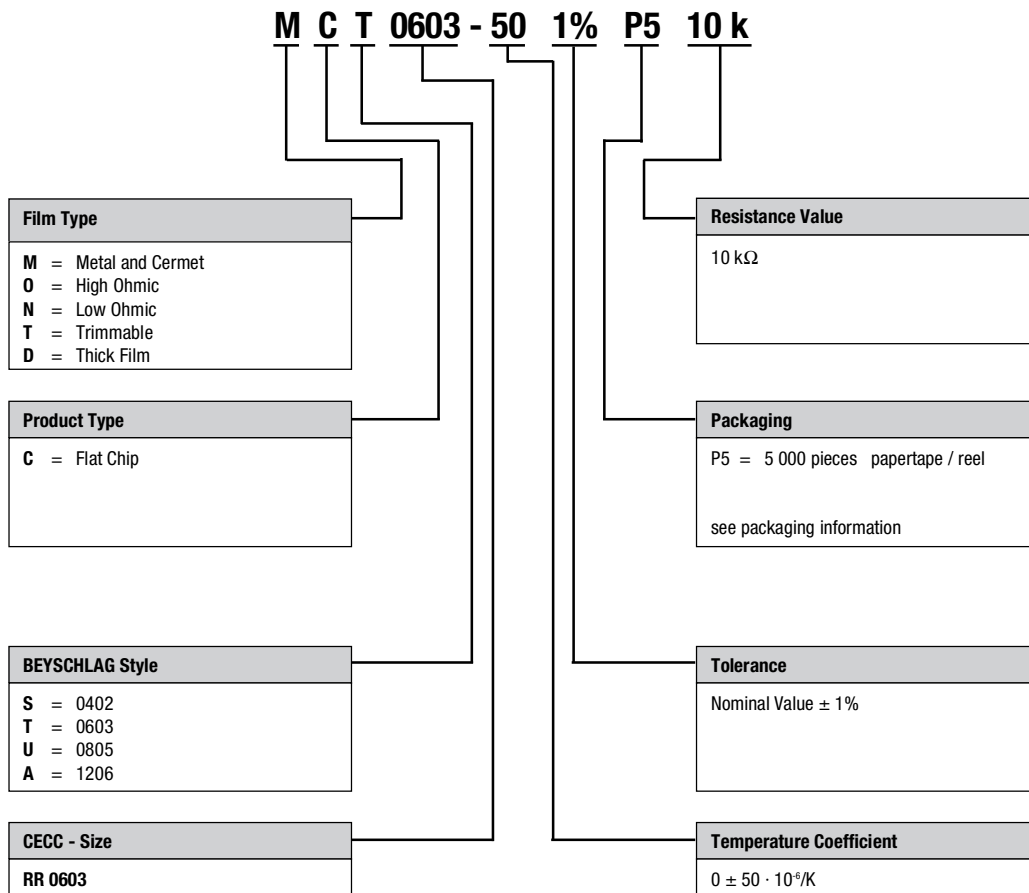 M C T 0603 - 50 1% P5 10 k
Film Type
M = Metal and Cermet
O = High Ohmic
N = Low Ohmic
T = Trimmable
D = Thick Film
Product Type
C = Flat Chip
BEYSCHLAG Style
S = 0402
T = 0603
U = 0805
A = 1206
CECC - Size
RR 0603
Resistance Value
10 kΩ
Packaging
P5 = 5 000 pieces papertape / reel
see packaging information
Tolerance
Nominal Value ± 1%
Temperature Coefficient
0 ± 50 · 10⁻⁶/K